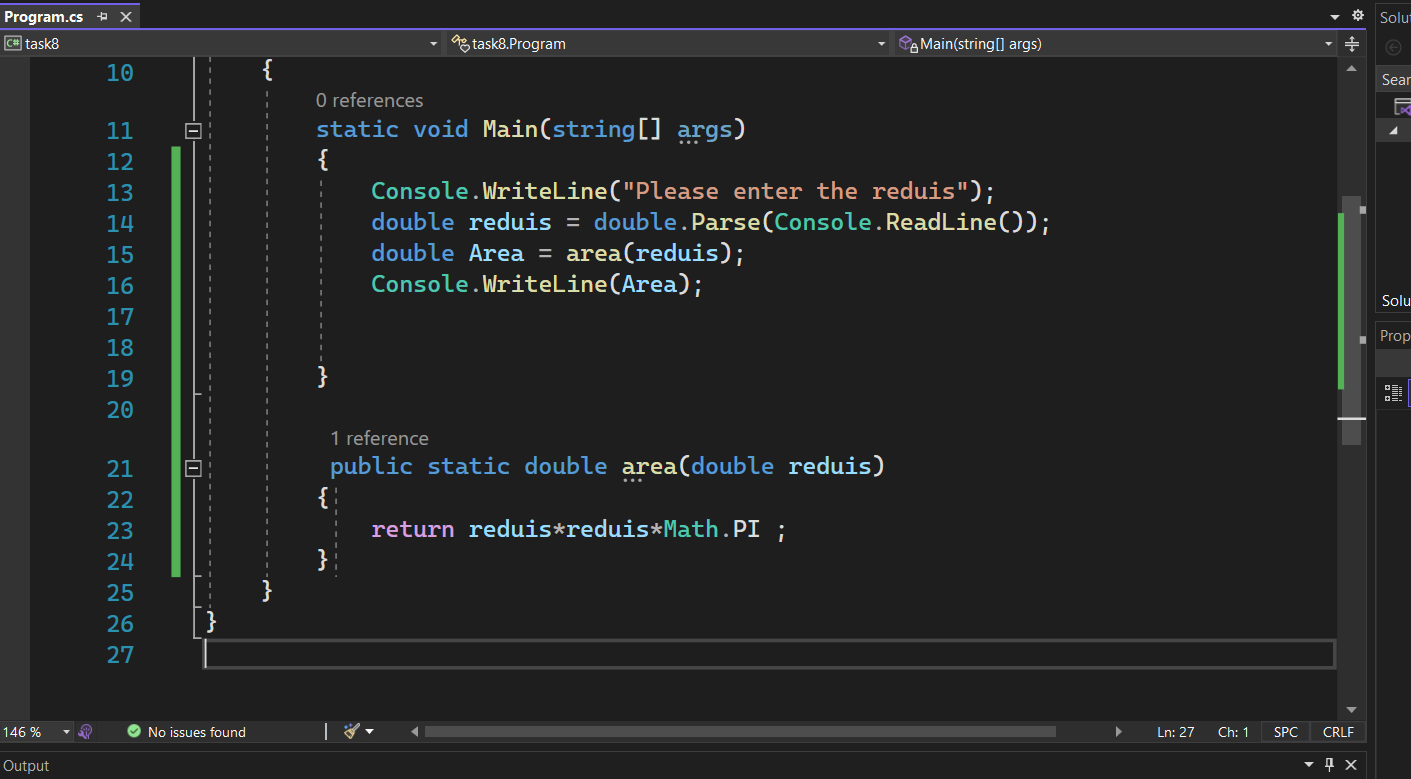 Program.cs
Solu
task8
task8.Program
Main(string[] args)
Sear
10 {
0 references
11 static void Main(string[] args)
12 {
13 Console.WriteLine("Please enter the reduis");
14 double reduis = double.Parse(Console.ReadLine());
15 double Area = area(reduis);
16 Console.WriteLine(Area);
17
18
19 }
20
1 reference
21 public static double area(double reduis)
22 {
23 return reduis*reduis*Math.PI ;
24 }
25 }
26 }
27
Solu
Prop
146 %
No issues found
Ln: 27
Ch: 1
SPC
CRLF
Output